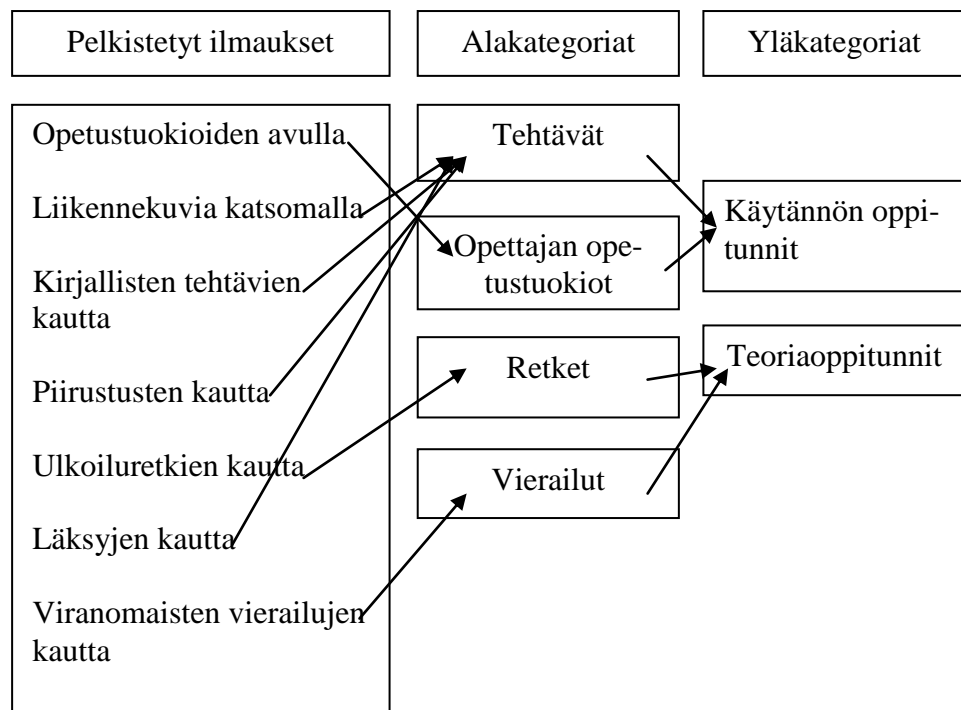 Pelkistetyt ilmaukset
Alakategoriat
Yläkategoriat
Opetustuokioiden avulla
Liikennekuvia katsomalla
Kirjallisten tehtävien
kautta
Piirustusten kautta
Ulkoiluretkien kautta
Läksyjen kautta
Viranomaisten vierailujen
kautta
Tehtävät
Opettajan ope-
tustuokiot
Retket
Vierailut
Käytännön oppi-
tunnit
Teoriaoppitunnit